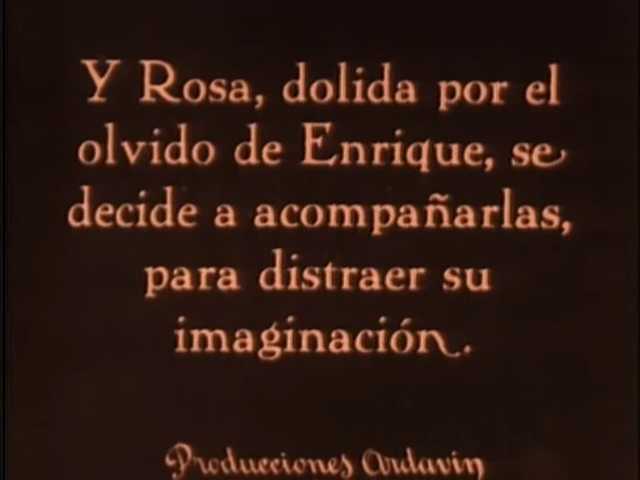 Y Rosa, dolida por el
olvido de Enrique, se
decide a acompañarlas,
para distraer su
imaginación.
Producciones Ardavin